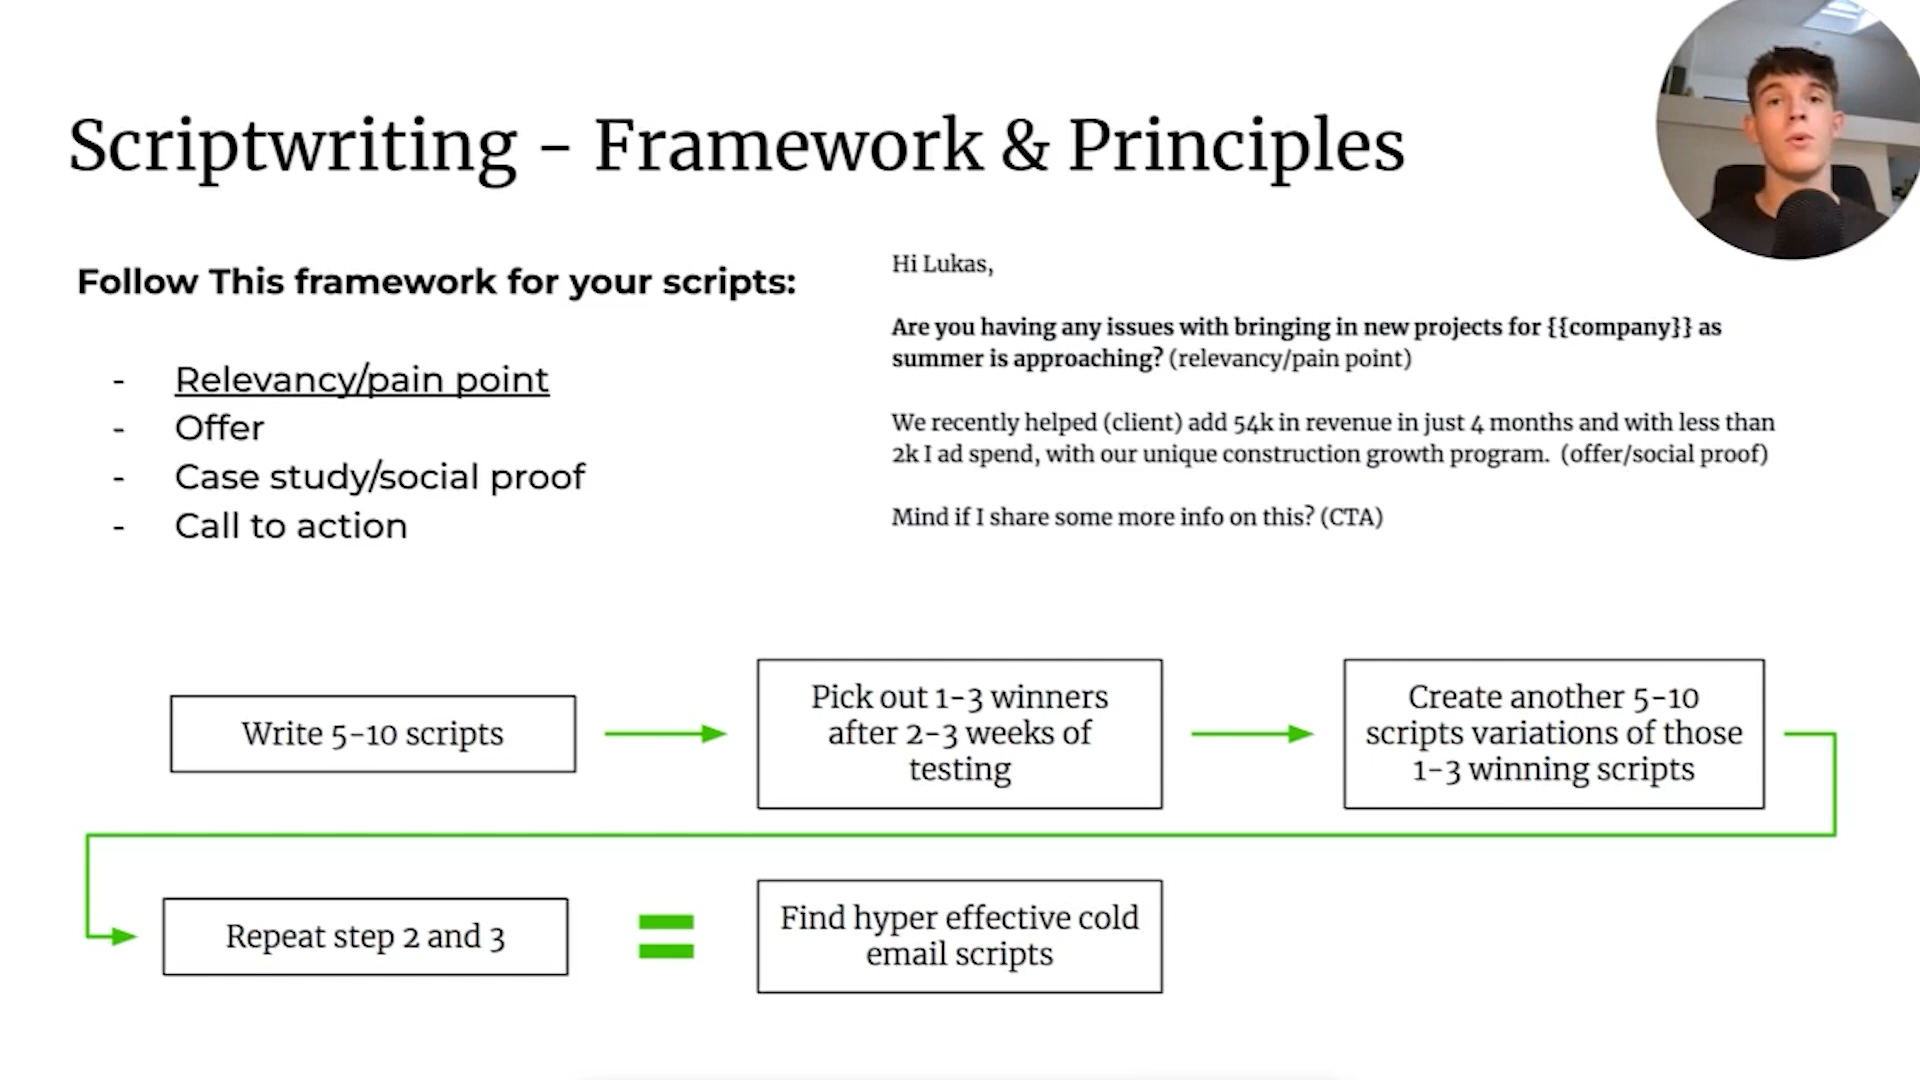 Scriptwriting - Framework & Principles
Follow This framework for your scripts:
- Relevancy/pain point
- Offer
- Case study/social proof
- Call to action
Hi Lukas,
Are you having any issues with bringing in new projects for {{company}} as
summer is approaching? (relevancy/pain point)
We recently helped (client) add 54k in revenue in just 4 months and with less than
2k I ad spend, with our unique construction growth program. (offer/social proof)
Mind if I share some more info on this? (CTA)
Write 5-10 scripts
Pick out 1-3 winners
after 2-3 weeks of
testing
Create another 5-10
scripts variations of those
1-3 winning scripts
Repeat step 2 and 3
Find hyper effective cold
email scripts